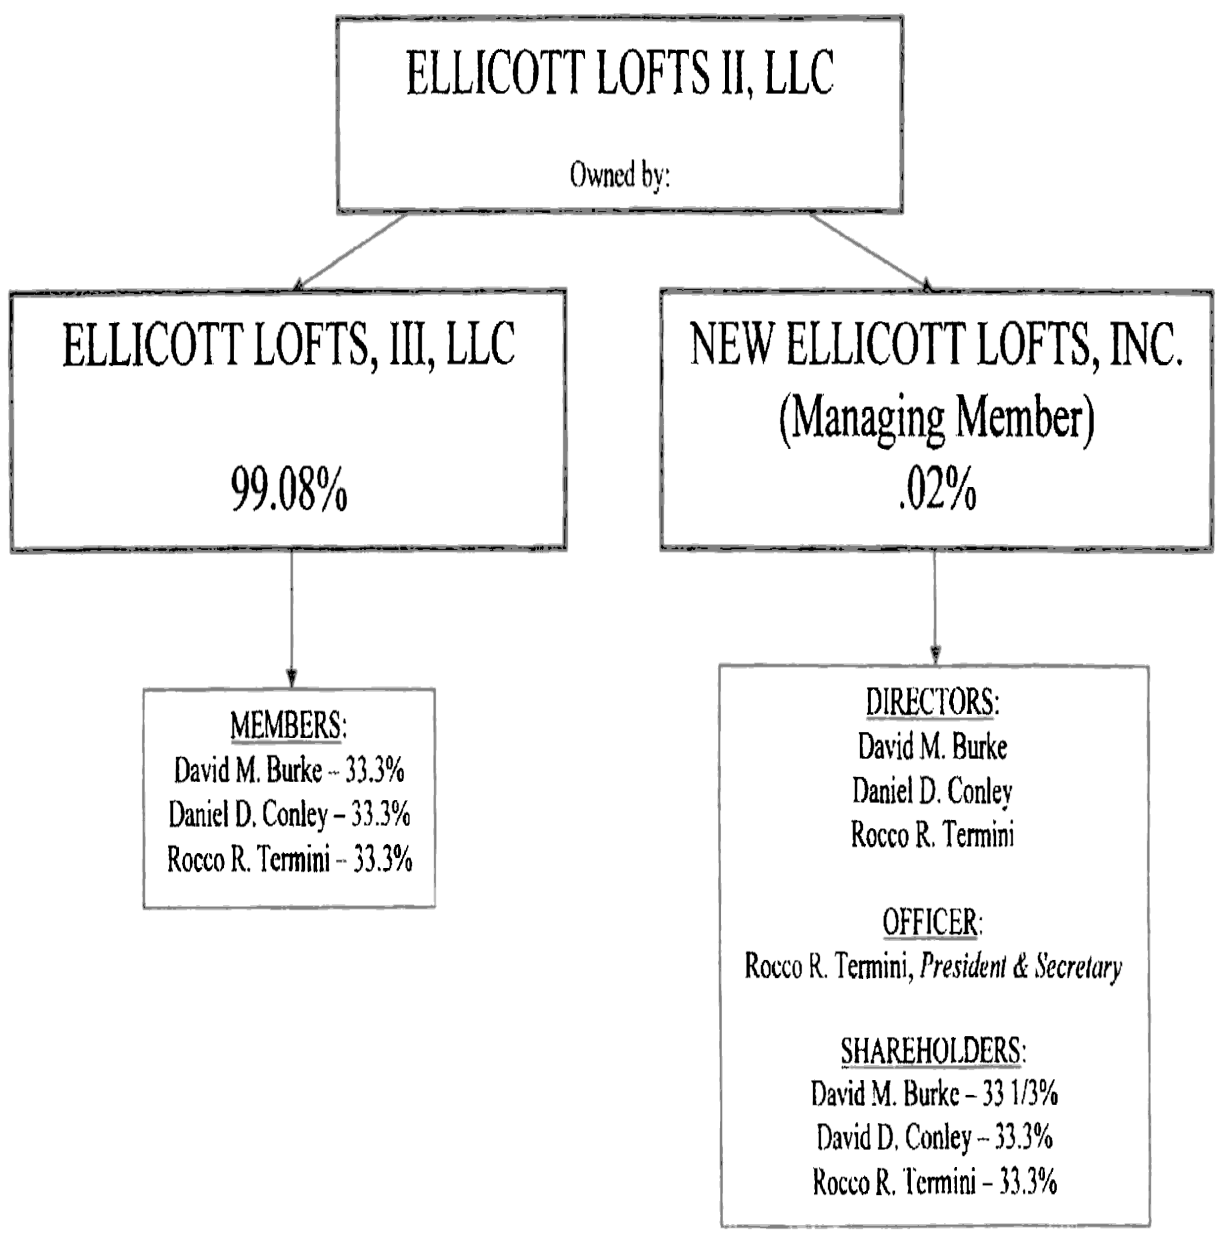 ELLICOTT LOFTS II, LLC
Owned by:
ELLICOTT LOFTS, III, LLC
99.08%
NEW ELLICOTT LOFTS, INC.
(Managing Member)
.02%
MEMBERS:
David M. Burke – 33.3%
Daniel D. Conley – 33.3%
Rocco R. Termini – 33.3%
DIRECTORS:
David M. Burke
Daniel D. Conley
Rocco R. Termini
OFFICER:
Rocco R. Termini, President & Secretary
SHAREHOLDERS:
David M. Burke – 33 1/3%
David D. Conley – 33.3%
Rocco R. Termini – 33.3%